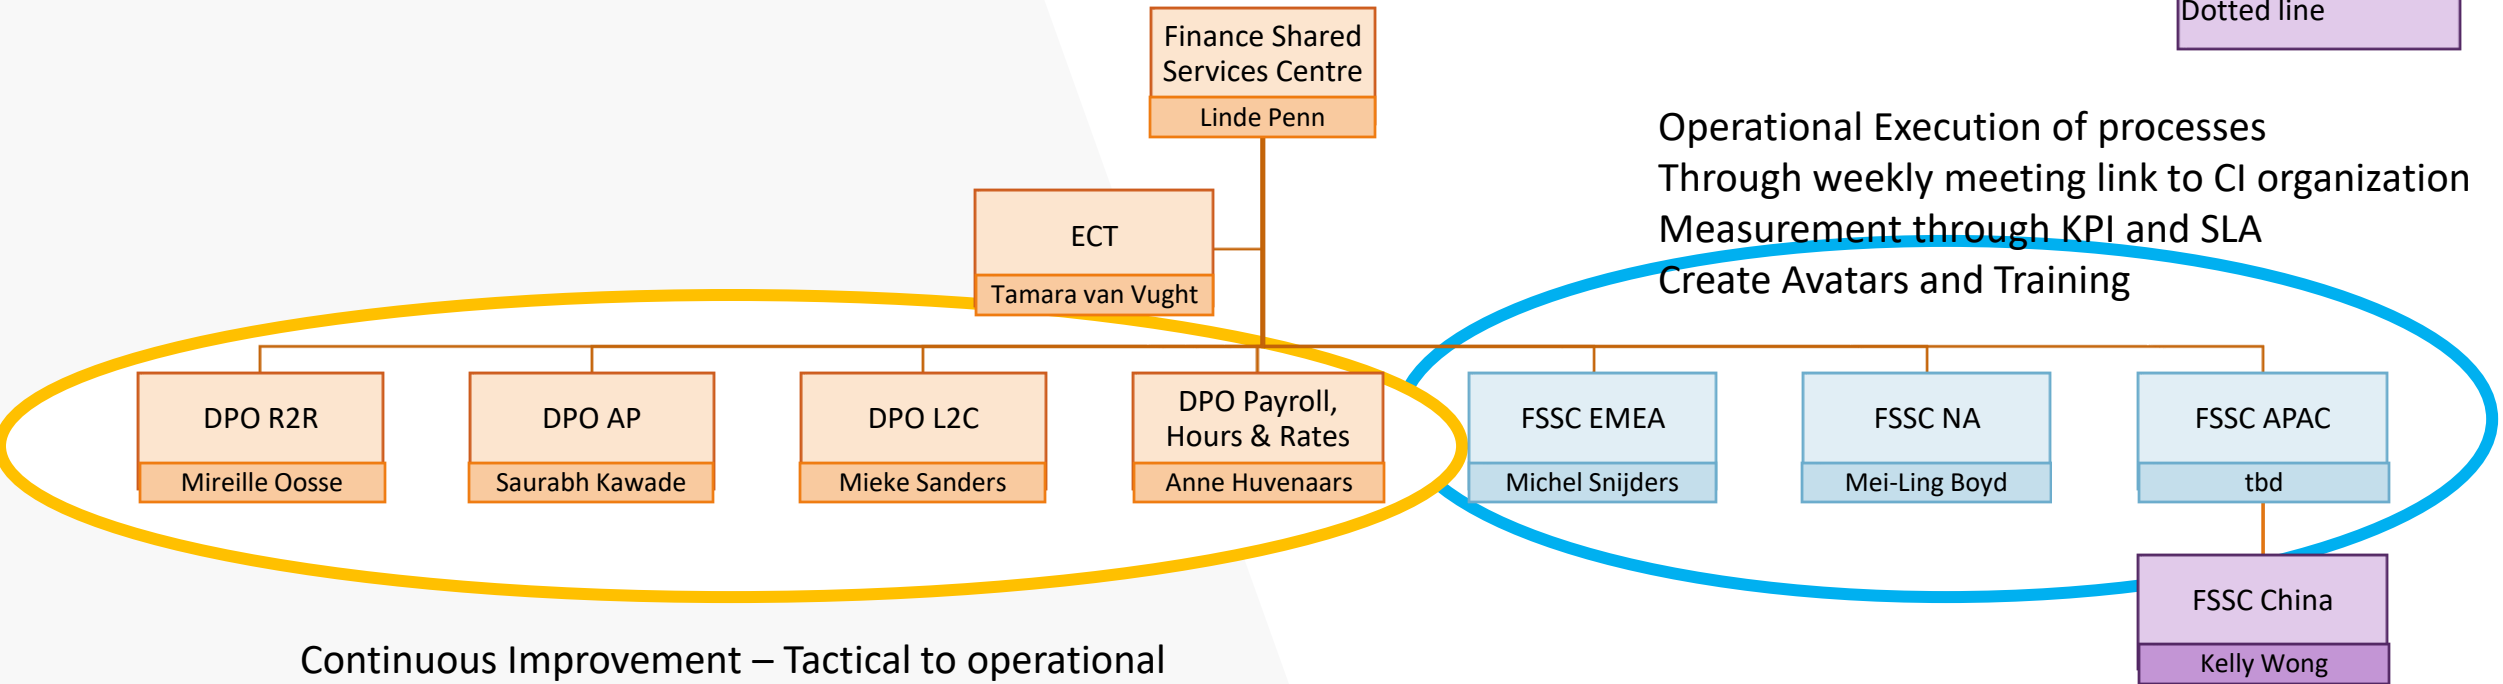 Dotted line
Finance Shared
Services Centre
Linde Penn
Operational Execution of processes
Through weekly meeting link to CI organization
Measurement through KPI and SLA
Create Avatars and Training
ECT
Tamara van Vught
DPO R2R
Mireille Oosse
DPO AP
Saurabh Kawade
DPO L2C
Mieke Sanders
DPO Payroll,
Hours & Rates
Anne Huvenaars
FSSC EMEA
Michel Snijders
FSSC NA
Mei-Ling Boyd
FSSC APAC
tbd
FSSC China
Kelly Wong
Continuous Improvement – Tactical to operational